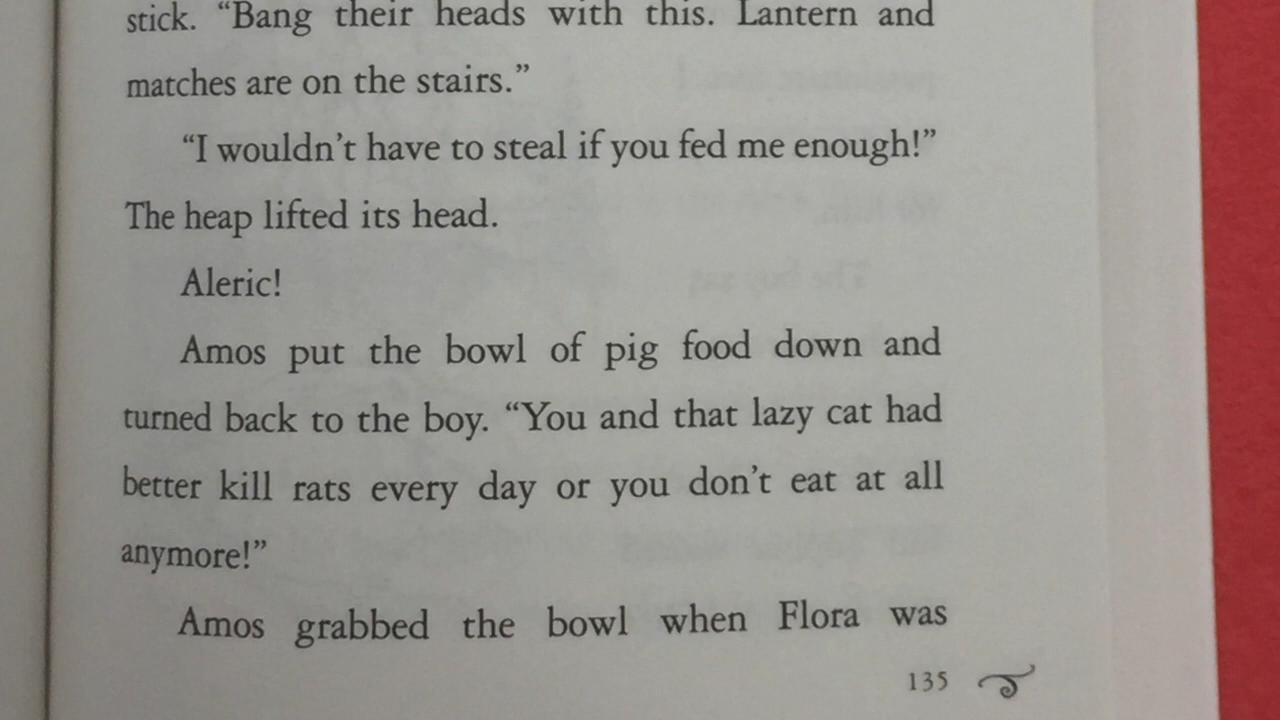 stick. “Bang their heads with this. Lantern and
matches are on the stairs.”
“I wouldn’t have to steal if you fed me enough!”
The heap lifted its head.
Aleric!
Amos put the bowl of pig food down and
turned back to the boy. “You and that lazy cat had
better kill rats every day or you don’t eat at all
anymore!”
Amos grabbed the bowl when Flora was
135